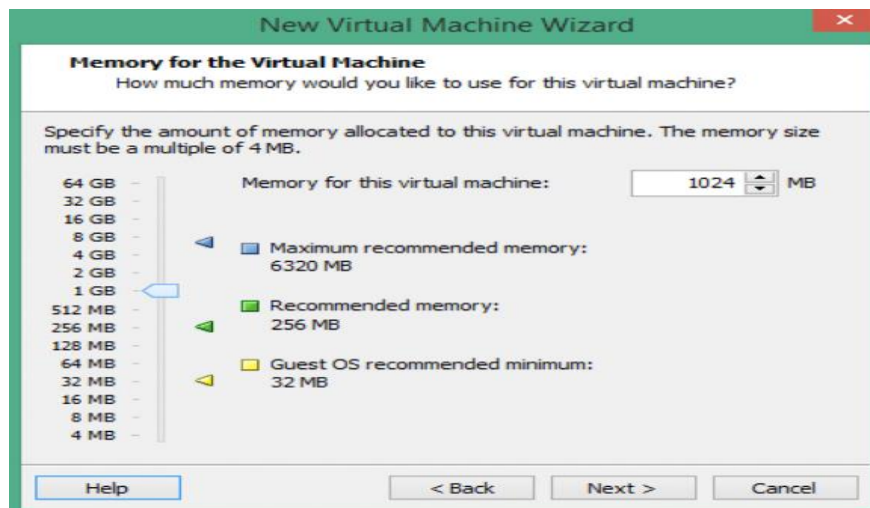 New Virtual Machine Wizard
Memory for the Virtual Machine
How much memory would you like to use for this virtual machine?
Specify the amount of memory allocated to this virtual machine. The memory size
must be a multiple of 4 MB.
64 GB
32 GB
16 GB
8 GB
4 GB
2 GB
1 GB
512 MB
256 MB
128 MB
64 MB
32 MB
16 MB
8 MB
4 MB
Memory for this virtual machine: 1024 MB
Maximum recommended memory:
6320 MB
Recommended memory:
256 MB
Guest OS recommended minimum:
32 MB
Help
< Back
Next >
Cancel